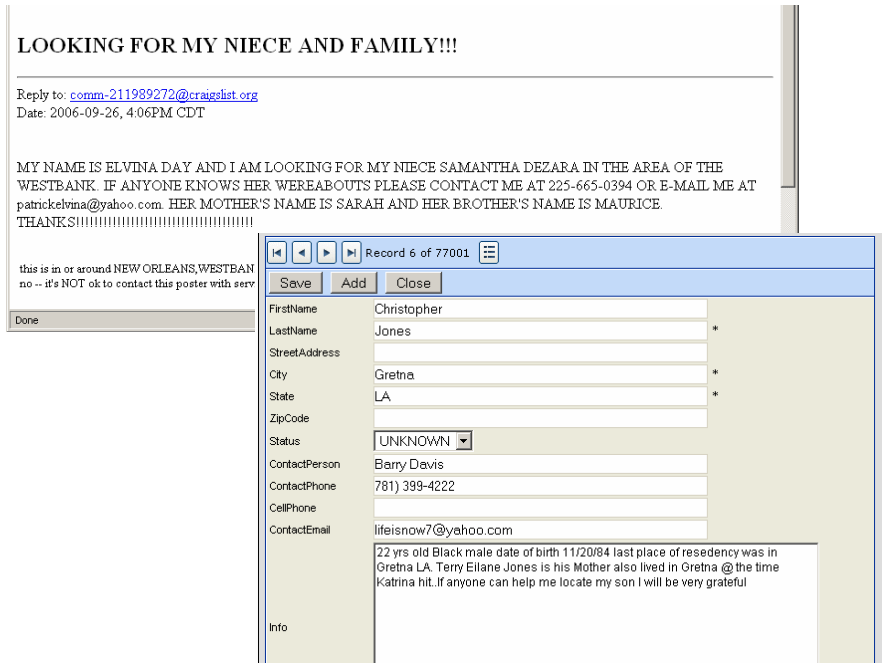 LOOKING FOR MY NIECE AND FAMILY!!!
Reply to: comm-211989272@craigslist.org
Date: 2006-09-26, 4:06PM CDT
MY NAME IS ELVINA DAY AND I AM LOOKING FOR MY NIECE SAMANTHA DEZARA IN THE AREA OF THE
WESTBANK. IF ANYONE KNOWS HER WEREABOUTS PLEASE CONTACT ME AT 225-665-0394 OR E-MAIL ME AT
patrickelvina@yahoo.com. HER MOTHER'S NAME IS SARAH AND HER BROTHER'S NAME IS MAURICE.
THANKS!!!!!!!!!!!!!!!!!!!!!!!!!!!!!!!!!!!!!!!!
this is in or around NEW ORLEANS,WESTBAN
no -- it's NOT ok to contact this poster with serv
Done
Record 6 of 77001
Save Add Close
FirstName Christopher
LastName Jones *
StreetAddress
City Gretna *
State LA *
ZipCode
Status UNKNOWN
ContactPerson Barry Davis
ContactPhone 781) 399-4222
CellPhone
ContactEmail lifeisnow7@yahoo.com
22 yrs old Black male date of birth 11/20/84 last place of resedency was in
Gretna LA. Terry Eilane Jones is his Mother also lived in Gretna @ the time
Katrina hit..If anyone can help me locate my son I will be very grateful
Info